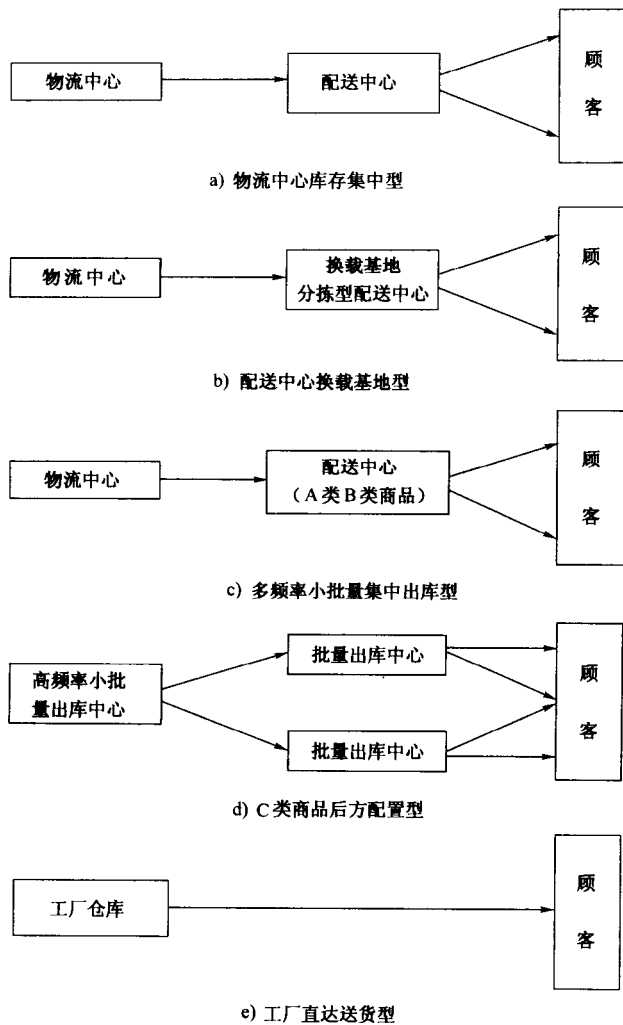 物流中心
配送中心
顾
客
a) 物流中心库存集中型
物流中心
换载基地
分拣型配送中心
顾
客
b) 配送中心换载基地型
物流中心
配送中心
（A类B类商品）
顾
客
c) 多频率小批量集中出库型
高频率小批
量出库中心
批量出库中心
批量出库中心
顾
客
d) C类商品后方配置型
工厂仓库
顾
客
e) 工厂直达送货型